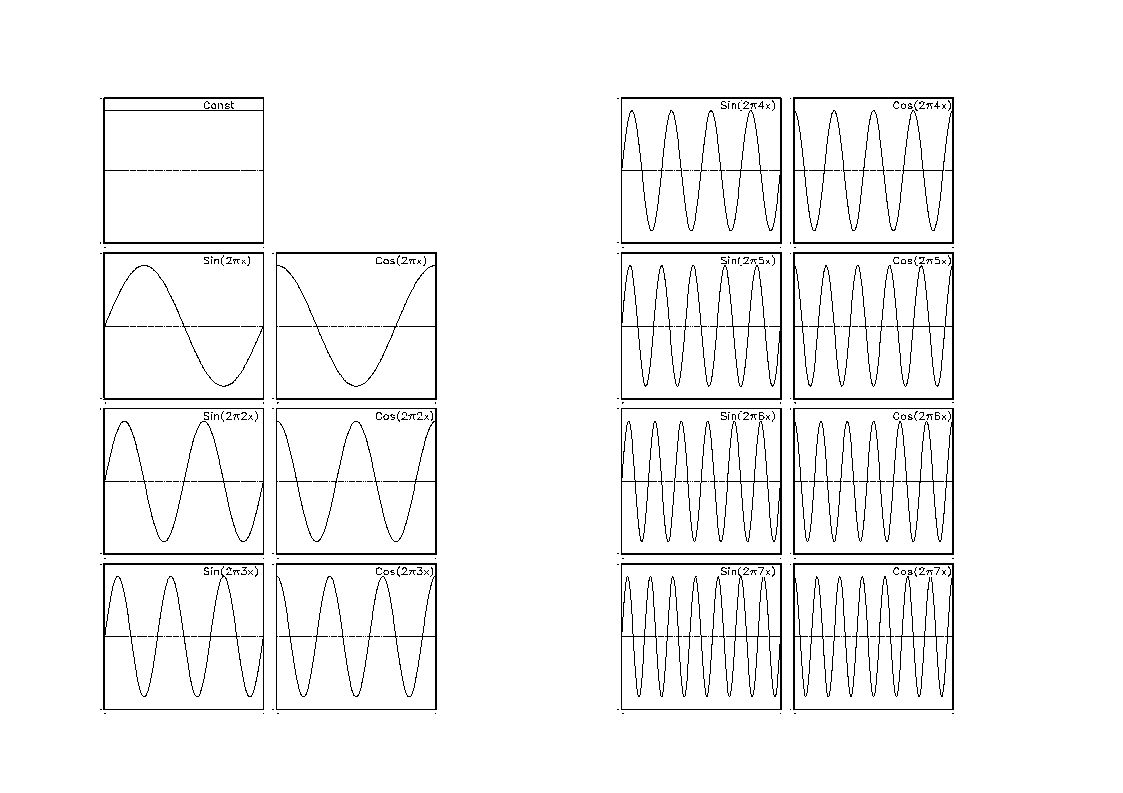 Const
Sin(2πx)
Cos(2πx)
Sin(2π2x)
Cos(2π2x)
Sin(2π3x)
Cos(2π3x)
Sin(2π4x)
Cos(2π4x)
Sin(2π5x)
Cos(2π5x)
Sin(2π6x)
Cos(2π6x)
Sin(2π7x)
Cos(2π7x)